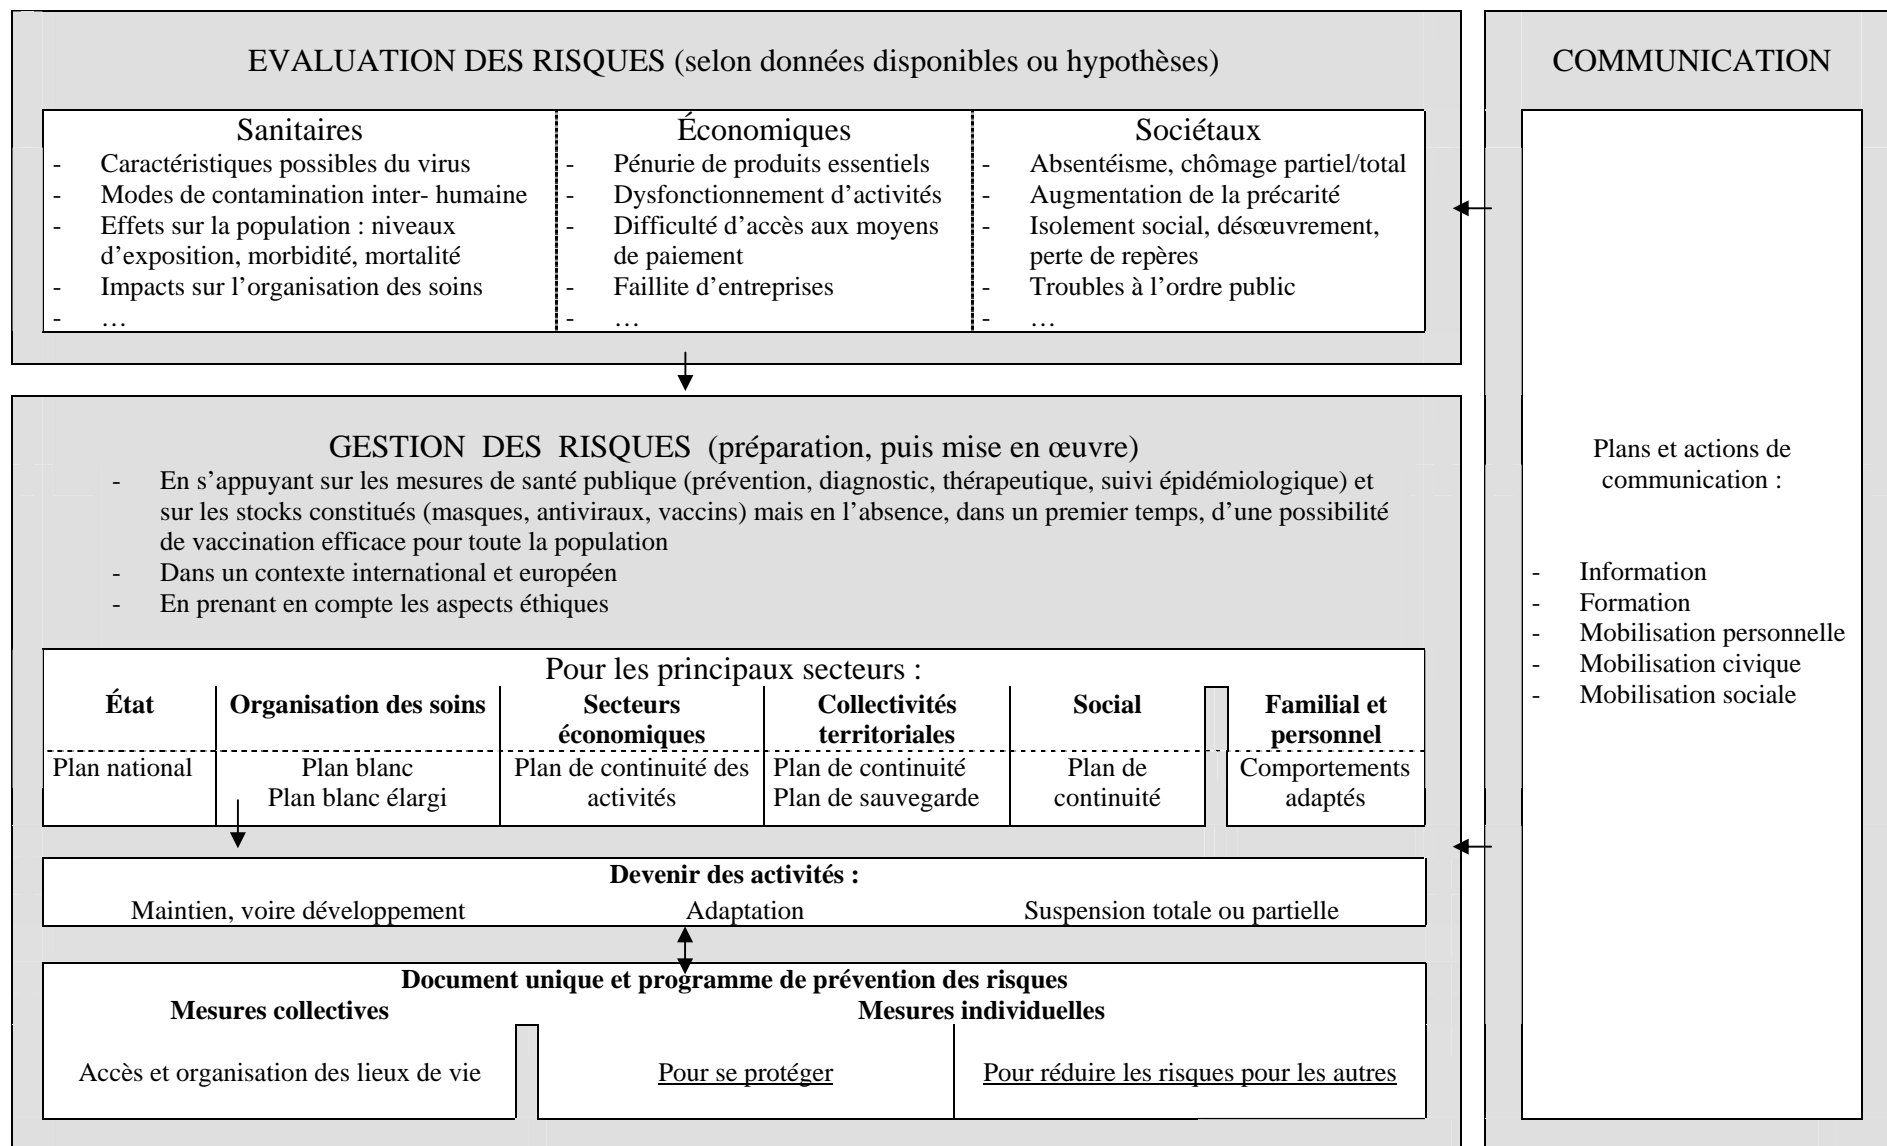 EVALUATION DES RISQUES (selon données disponibles ou hypothèses)
Sanitaires
- Caractéristiques possibles du virus
- Modes de contamination inter- humaine
- Effets sur la population : niveaux
d’exposition, morbidité, mortalité
- Impacts sur l’organisation des soins
- …
Économiques
- Pénurie de produits essentiels
- Dysfonctionnement d’activités
- Difficulté d’accès aux moyens
de paiement
- Faillite d’entreprises
- …
Sociétaux
- Absentéisme, chômage partiel/total
- Augmentation de la précarité
- Isolement social, désœuvrement,
perte de repères
- Troubles à l’ordre public
- …
GESTION DES RISQUES (préparation, puis mise en œuvre)
- En s’appuyant sur les mesures de santé publique (prévention, diagnostic, thérapeutique, suivi épidémiologique) et
sur les stocks constitués (masques, antiviraux, vaccins) mais en l’absence, dans un premier temps, d’une possibilité
de vaccination efficace pour toute la population
- Dans un contexte international et européen
- En prenant en compte les aspects éthiques
Pour les principaux secteurs :
État
Plan national
Organisation des soins
Plan blanc
Plan blanc élargi
Secteurs
économiques
Plan de continuité des
activités
Collectivités
territoriales
Plan de continuité
Plan de sauvegarde
Social
Plan de
continuité
Familial et
personnel
Comportements
adaptés
Devenir des activités :
Maintien, voire développement Adaptation Suspension totale ou partielle
Document unique et programme de prévention des risques
Mesures collectives Mesures individuelles
Accès et organisation des lieux de vie Pour se protéger Pour réduire les risques pour les autres
COMMUNICATION
Plans et actions de
communication :
- Information
- Formation
- Mobilisation personnelle
- Mobilisation civique
- Mobilisation sociale